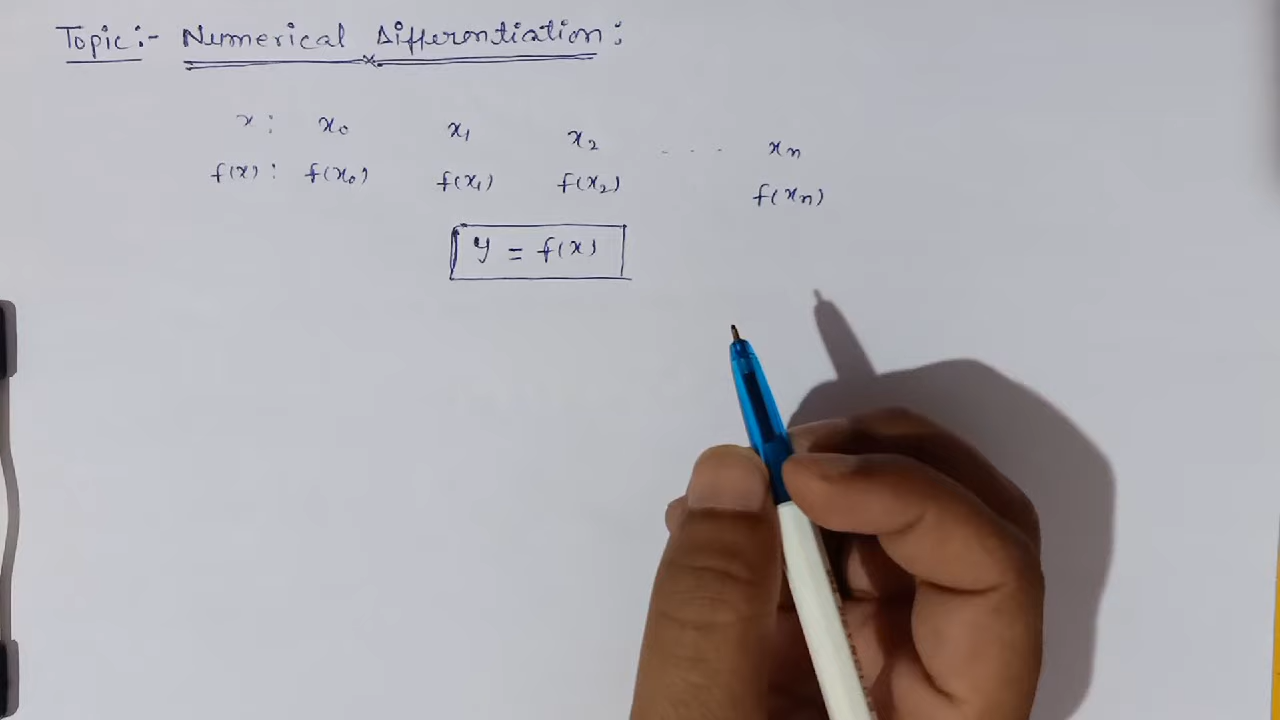 Topic:- Numerical Differentiation:
x: x₀ x₁ x₂ ... xₙ
f(x): f(x₀) f(x₁) f(x₂) f(xₙ)
y = f(x)